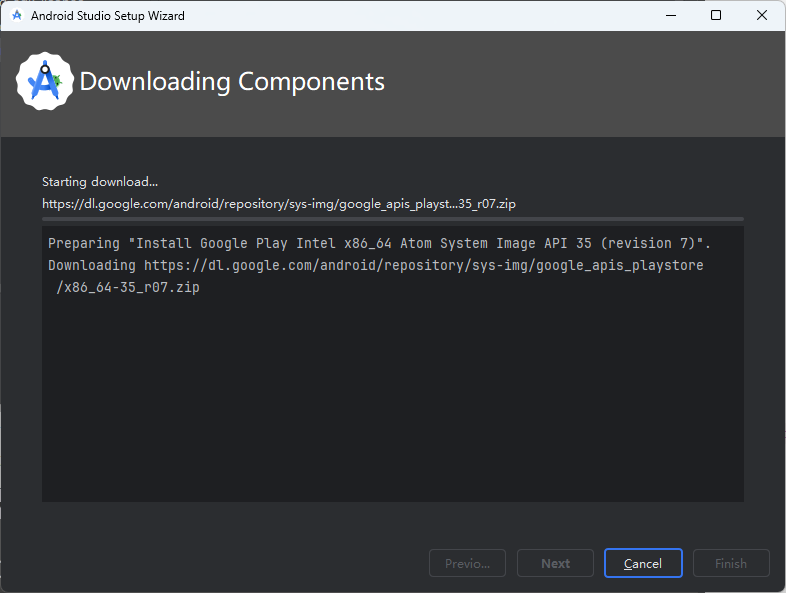 Android Studio Setup Wizard
Downloading Components
Starting download...
https://dl.google.com/android/repository/sys-img/google_apis_playst...35_r07.zip
Preparing "Install Google Play Intel x86_64 Atom System Image API 35 (revision 7)".
Downloading https://dl.google.com/android/repository/sys-img/google_apis_playstore
/x86_64-35_r07.zip
Previo... Next Cancel Finish